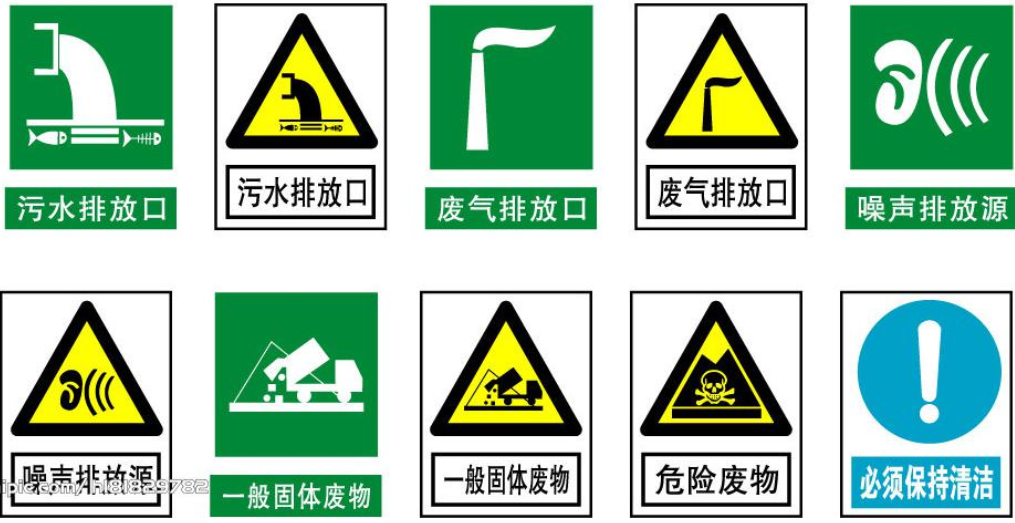 污水排放口
污水排放口
废气排放口
废气排放口
噪声排放源
噪声排放源
一般固体废物
一般固体废物
危险废物
必须保持清洁